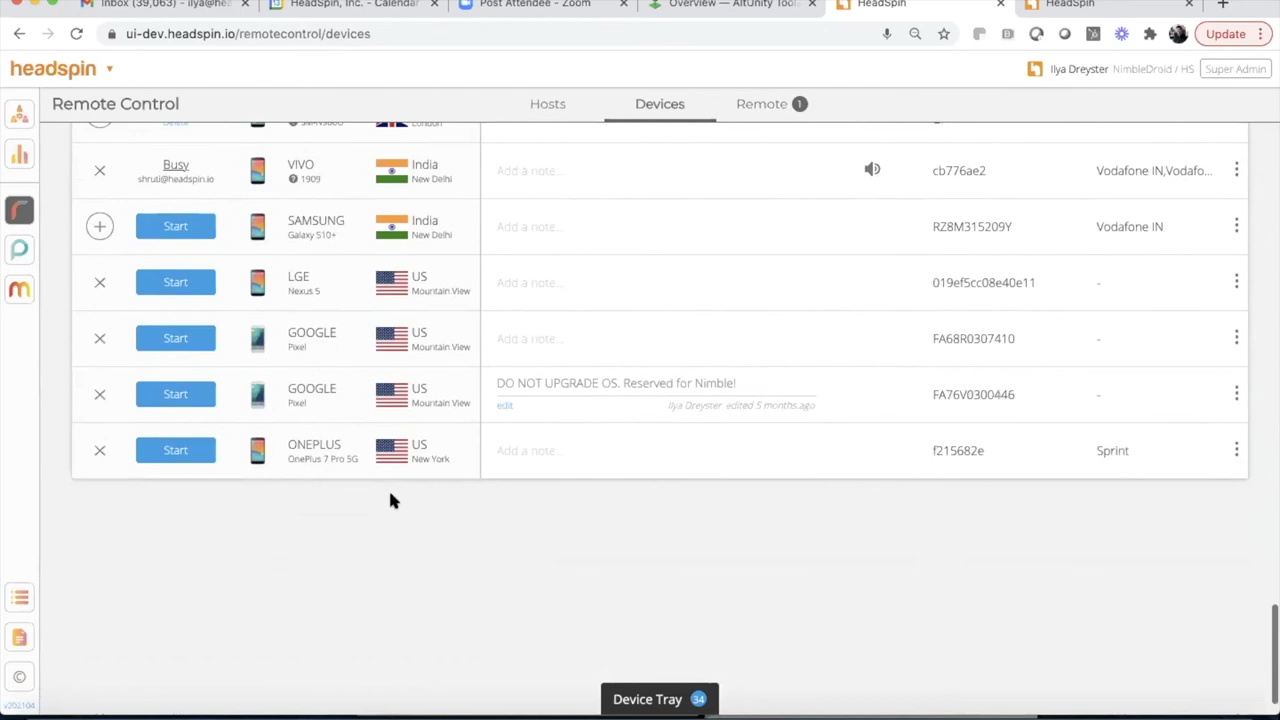 Inbox (39,063) - ilya@hea
HeadSpin, Inc. - Calendar
Post Attendee - Zoom
Overview — AltUnity Tool
HeadSpin
HeadSpin
ui-dev.headspin.io/remotecontrol/devices
Update
headspin
Ilya Dreyster NimbleDroid / HS Super Admin
Remote Control
Hosts
Devices
Remote 1
London
Busy
shruti@headspin.io
VIVO
1909
India
New Delhi
Add a note...
cb776ae2
Vodafone IN,Vodafo...
Start
SAMSUNG
Galaxy S10+
India
New Delhi
Add a note...
RZ8M315209Y
Vodafone IN
Start
LGE
Nexus 5
US
Mountain View
Add a note...
019ef5cc08e40e11
-
Start
GOOGLE
Pixel
US
Mountain View
Add a note...
FA68R0307410
-
Start
GOOGLE
Pixel
US
Mountain View
DO NOT UPGRADE OS. Reserved for Nimble!
edit
Ilya Dreyster edited 5 months ago
FA76V0300446
-
Start
ONEPLUS
OnePlus 7 Pro 5G
US
New York
Add a note...
f215682e
Sprint
v202104
Device Tray 34